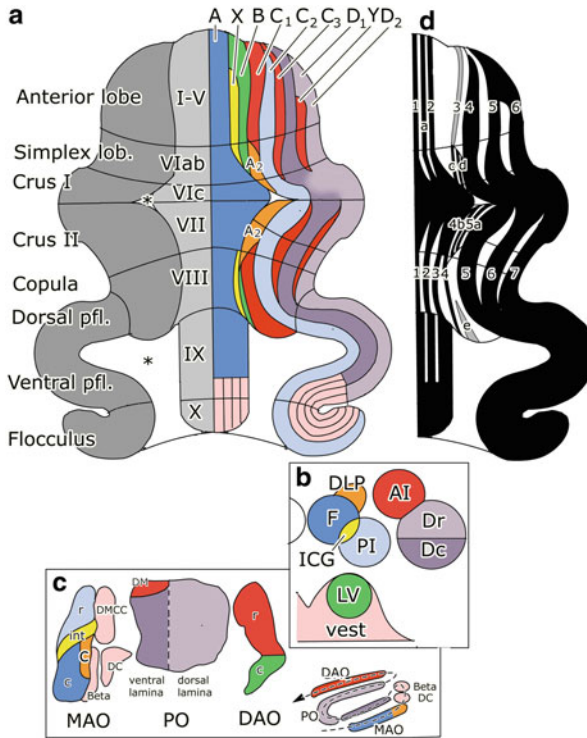 a
A X B C1 C2 C3 D1 Y D2
Anterior lobe
I-V
Simplex lob.
VIab
A2
Crus I
VIc
*
Crus II
VII
A2
VIII
Copula
Dorsal pfl.
IX
*
Ventral pfl.
X
Flocculus
d
1 2 3 4 5 6
a
c d
4b 5a
1 2 3 4 5 6 7
e
b
DLP
AI
F
Dr
PI
Dc
ICG
LV
vest
c
r
DMCC
int
C
DC
c
Beta
MAO
DM
ventral
lamina
dorsal
lamina
PO
r
c
DAO
DAO
Beta
DC
PO
MAO